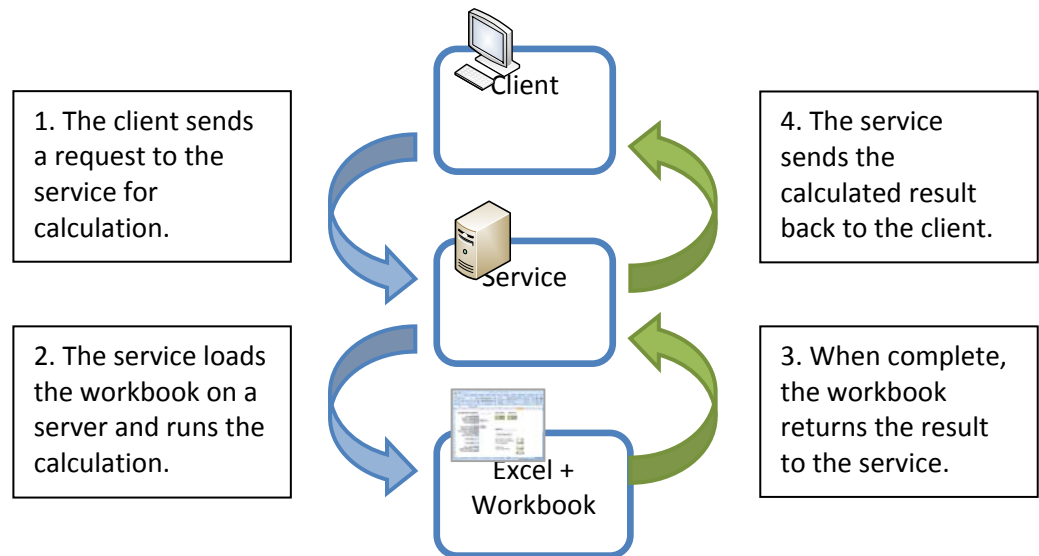 Client
1. The client sends
a request to the
service for
calculation.
4. The service
sends the
calculated result
back to the client.
Service
2. The service loads
the workbook on a
server and runs the
calculation.
3. When complete,
the workbook
returns the result
to the service.
Excel +
Workbook